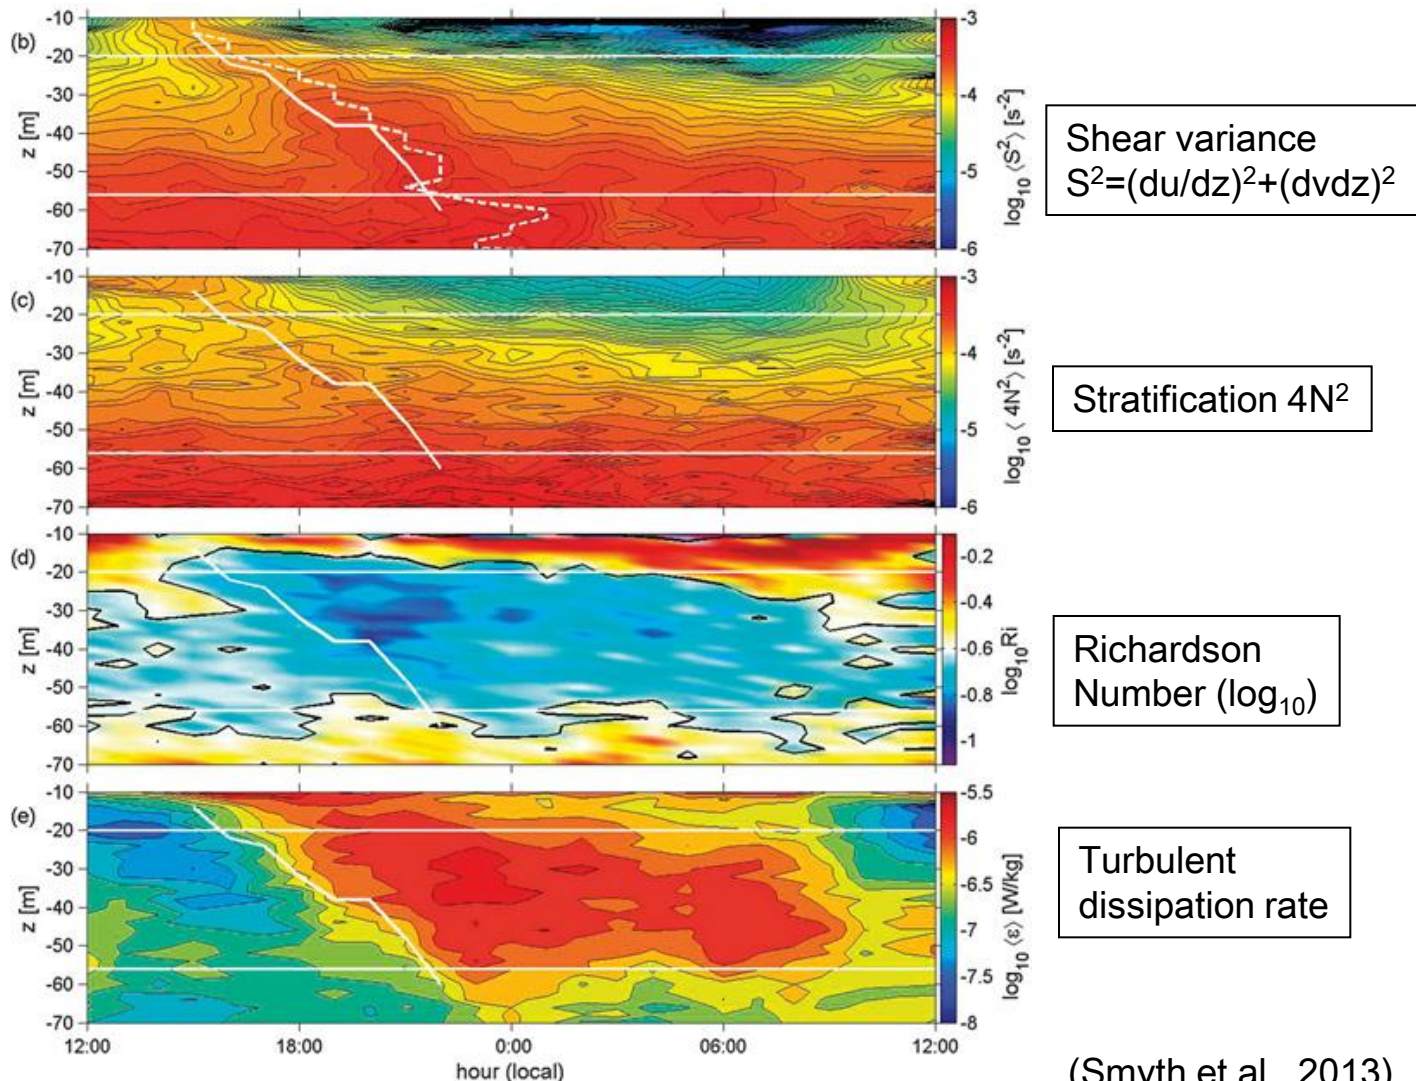 (b)
-10
-20
-30
-40
-50
-60
-70
z [m]
-3
-4
-5
-6
log10 ⟨S²⟩ [s⁻²]
Shear variance
S²=(du/dz)²+(dvdz)²
(c)
-10
-20
-30
-40
-50
-60
-70
z [m]
-3
-4
-5
-6
log₁₀ ⟨ 4N²⟩ [s⁻²]
Stratification 4N²
(d)
-10
-20
-30
-40
-50
-60
-70
z [m]
-0.2
-0.4
-0.6
-0.8
-1
log₁₀Ri
Richardson
Number (log₁₀)
(e)
-10
-20
-30
-40
-50
-60
-70
z [m]
-5.5
-6
-6.5
-7
-7.5
-8
log₁₀ ⟨ε⟩ [W/kg]
Turbulent
dissipation rate
12:00 18:00 0:00 06:00 12:00
hour (local)
(Smyth et al., 2013)